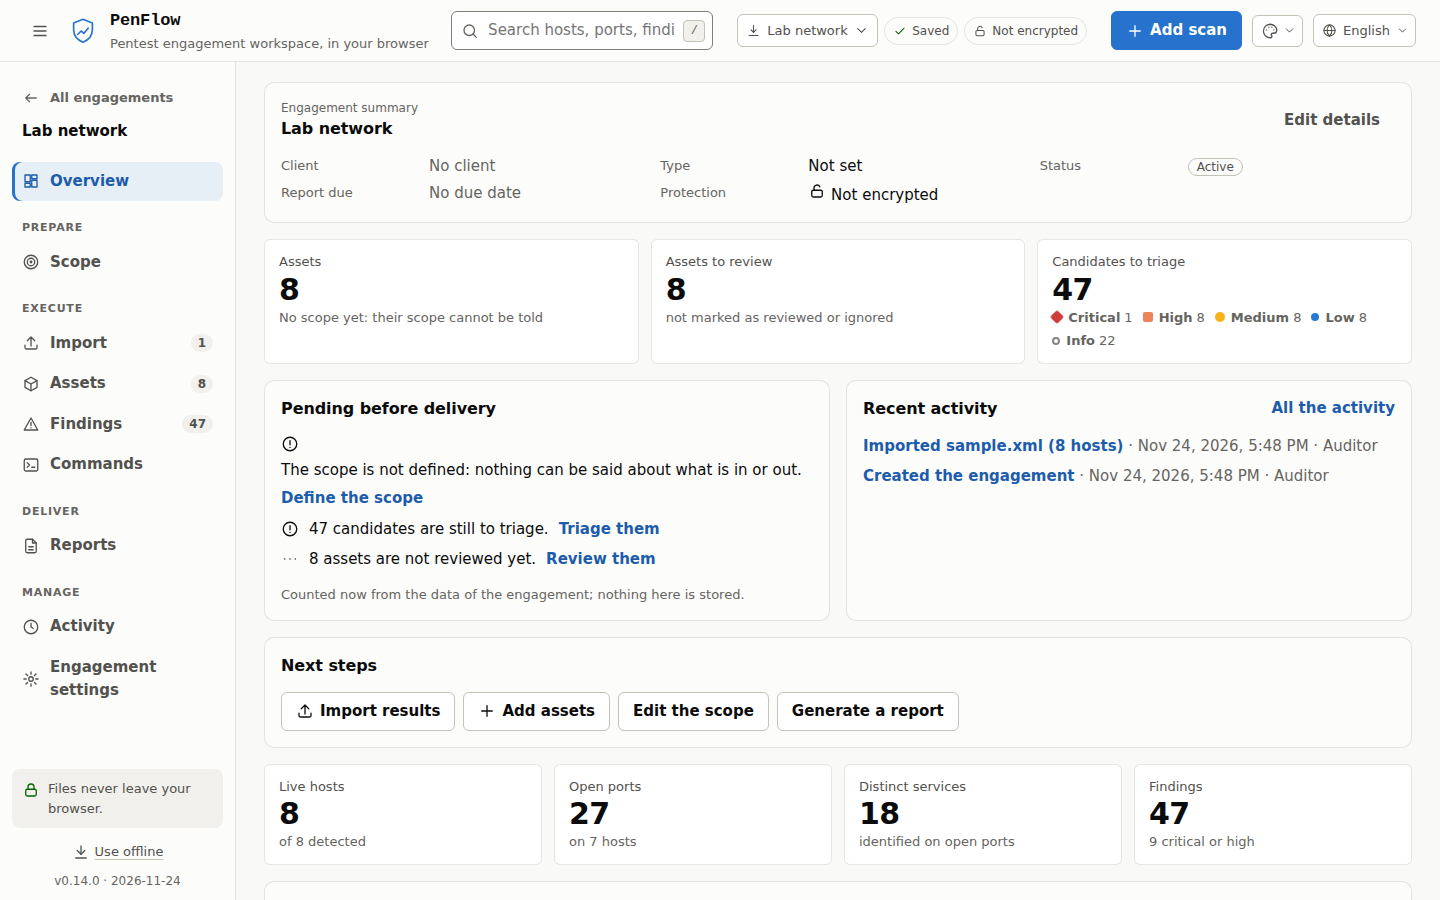 PenFlow
Pentest engagement workspace, in your browser
Search hosts, ports, findi
/
Lab network
Saved
Not encrypted
Add scan
English
All engagements
Lab network
Overview
PREPARE
Scope
EXECUTE
Import 1
Assets 8
Findings 47
Commands
DELIVER
Reports
MANAGE
Activity
Engagement
settings
Files never leave your
browser.
Use offline
v0.14.0 · 2026-11-24
Engagement summary
Lab network
Edit details
Client No client Type Not set Status Active
Report due No due date Protection Not encrypted
Assets
8
No scope yet: their scope cannot be told
Assets to review
8
not marked as reviewed or ignored
Candidates to triage
47
Critical 1 High 8 Medium 8 Low 8
Info 22
Pending before delivery
The scope is not defined: nothing can be said about what is in or out.
Define the scope
47 candidates are still to triage. Triage them
8 assets are not reviewed yet. Review them
Counted now from the data of the engagement; nothing here is stored.
Recent activity
All the activity
Imported sample.xml (8 hosts) · Nov 24, 2026, 5:48 PM · Auditor
Created the engagement · Nov 24, 2026, 5:48 PM · Auditor
Next steps
Import results
Add assets
Edit the scope
Generate a report
Live hosts
8
of 8 detected
Open ports
27
on 7 hosts
Distinct services
18
identified on open ports
Findings
47
9 critical or high